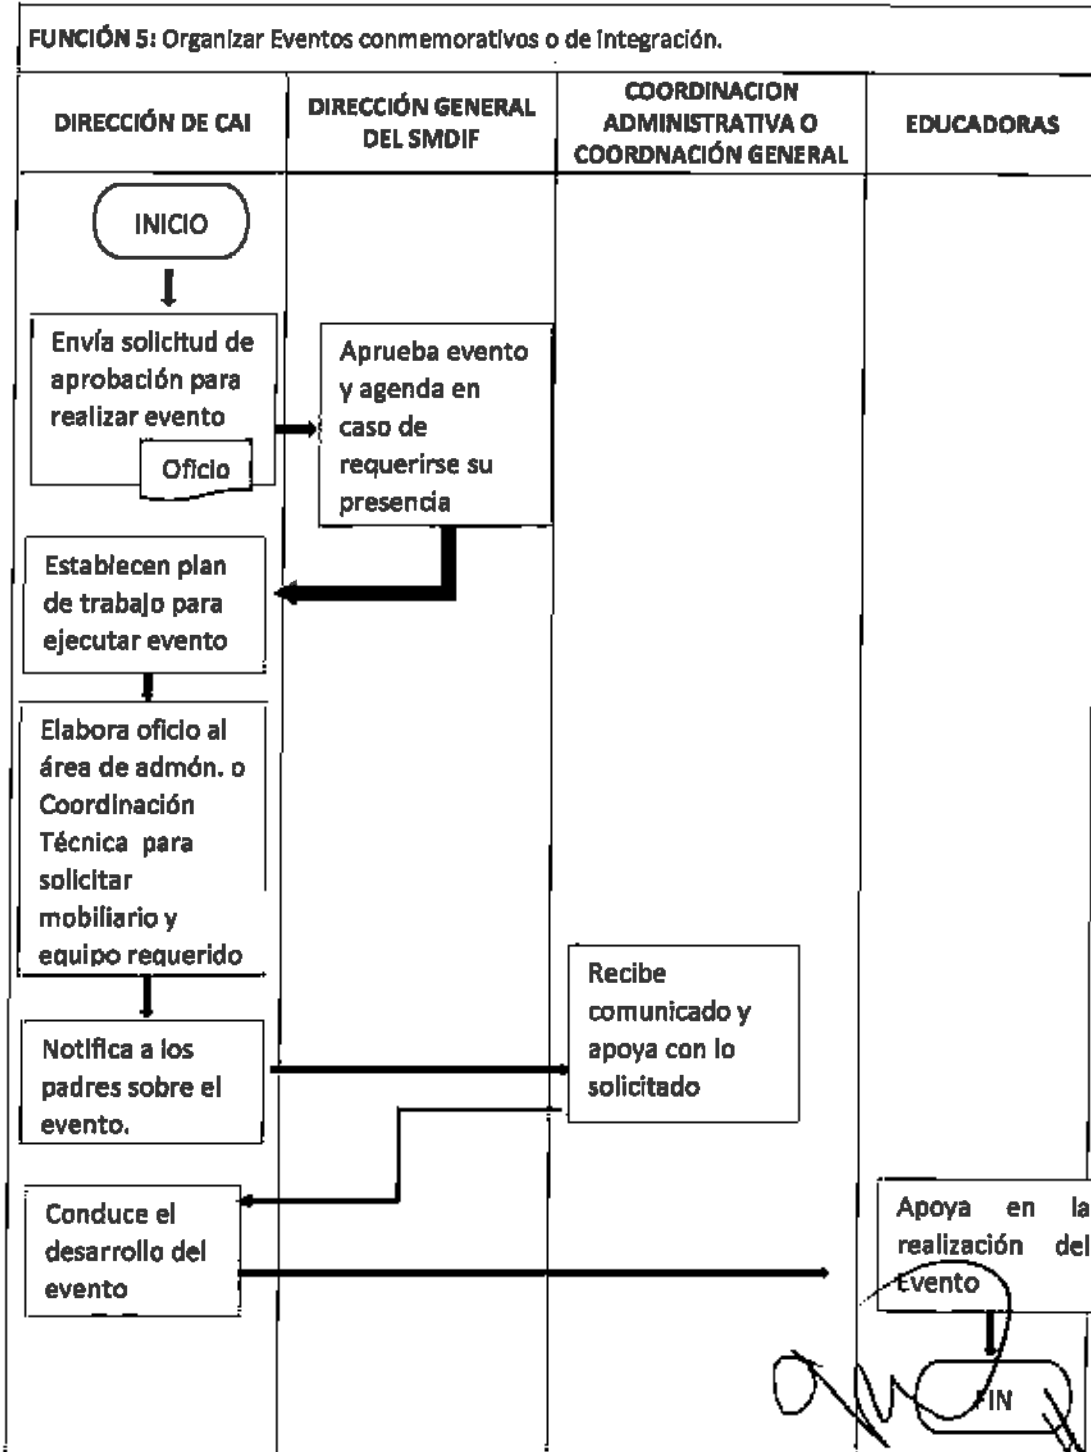 FUNCIÓN 5: Organizar Eventos conmemorativos o de integración.
DIRECCIÓN DE CAI
DIRECCIÓN GENERAL
DEL SMDIF
COORDINACION
ADMINISTRATIVA O
COORDNACIÓN GENERAL
EDUCADORAS
INICIO
Envía solicitud de
aprobación para
realizar evento
Oficio
Aprueba evento
y agenda en
caso de
requerirse su
presencia
Establecen plan
de trabajo para
ejecutar evento
Elabora oficio al
área de admón. o
Coordinación
Técnica para
solicitar
mobiliario y
equipo requerido
Notifica a los
padres sobre el
evento.
Recibe
comunicado y
apoya con lo
solicitado
Conduce el
desarrollo del
evento
Apoya en la
realización del
Evento
FIN